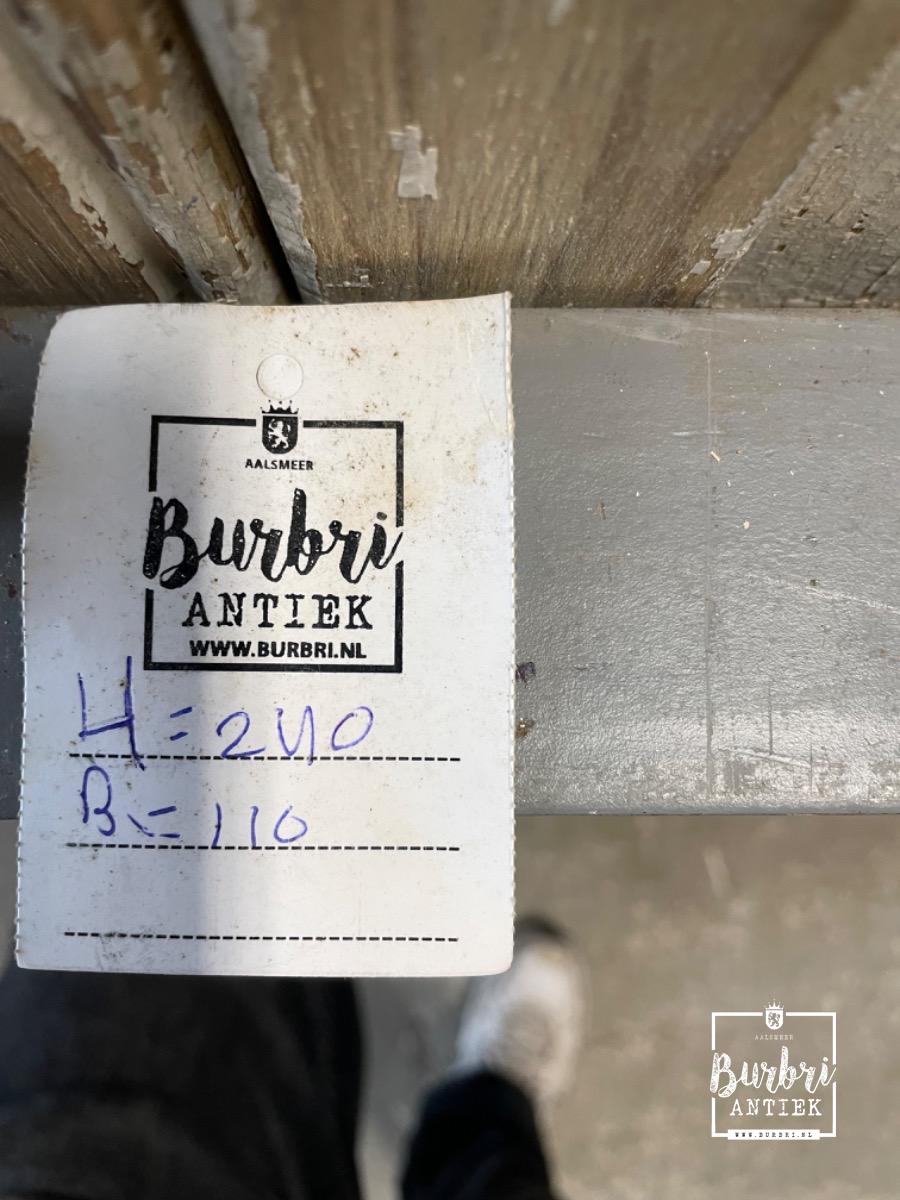 AALSMEER
Burbri
ANTIEK
WWW.BURBRI.NL
H = 240
B = 110
AALSMEER
Burbri
ANTIEK
WWW.BURBRI.NL